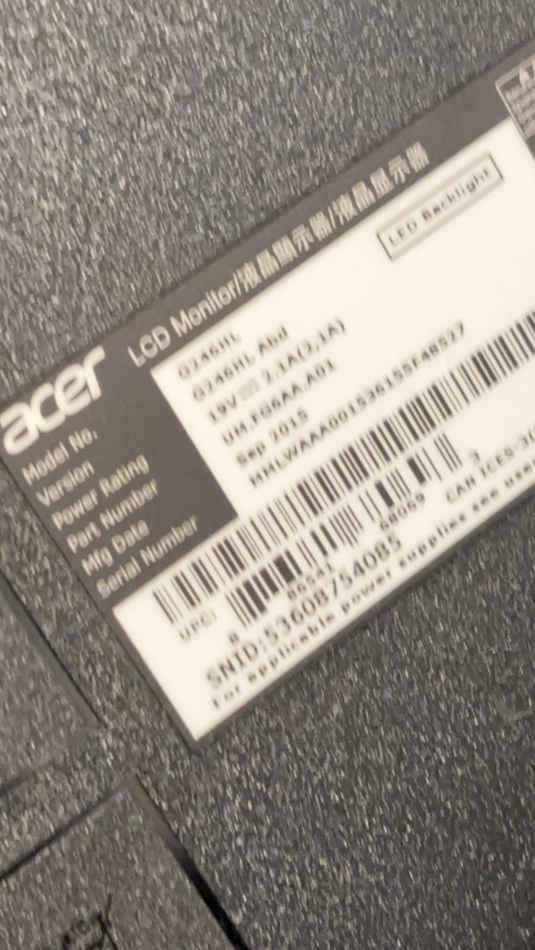 acer
LCD Monitor/液晶顯示器/液晶显示器
LED Backlight
Model No. G246HL
Version G246HL Abd
Power Rating 19V 2.1A(2,1A)
Part Number UM.FG6AA.A01
Mfg Date Sep 2015
Serial Number
UPC:
CAN ICES-3(
SNID:53608754085
For applicable power supplies see user